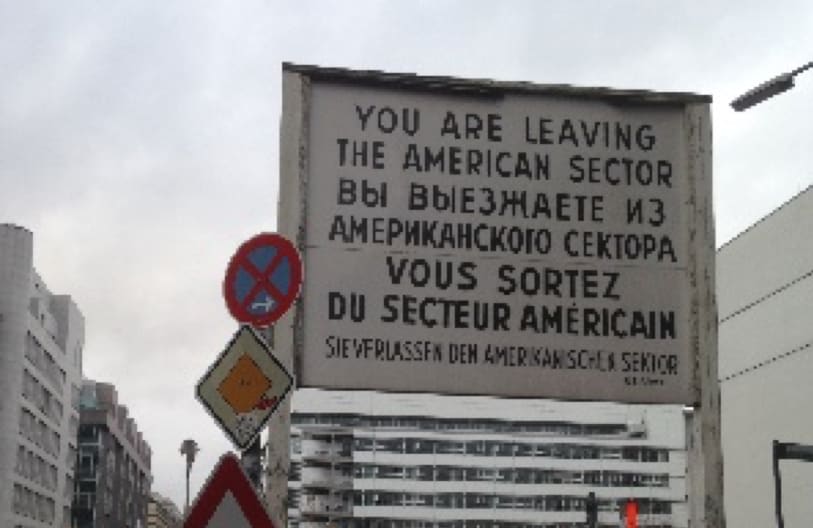 YOU ARE LEAVING
THE AMERICAN SECTOR
ВЫ ВЫЕЗЖАЕТЕ ИЗ
АМЕРИКАНСКОГО СЕКТОРА
VOUS SORTEZ
DU SECTEUR AMÉRICAIN
SIE VERLASSEN DEN AMERIKANISCHEN SEKTOR